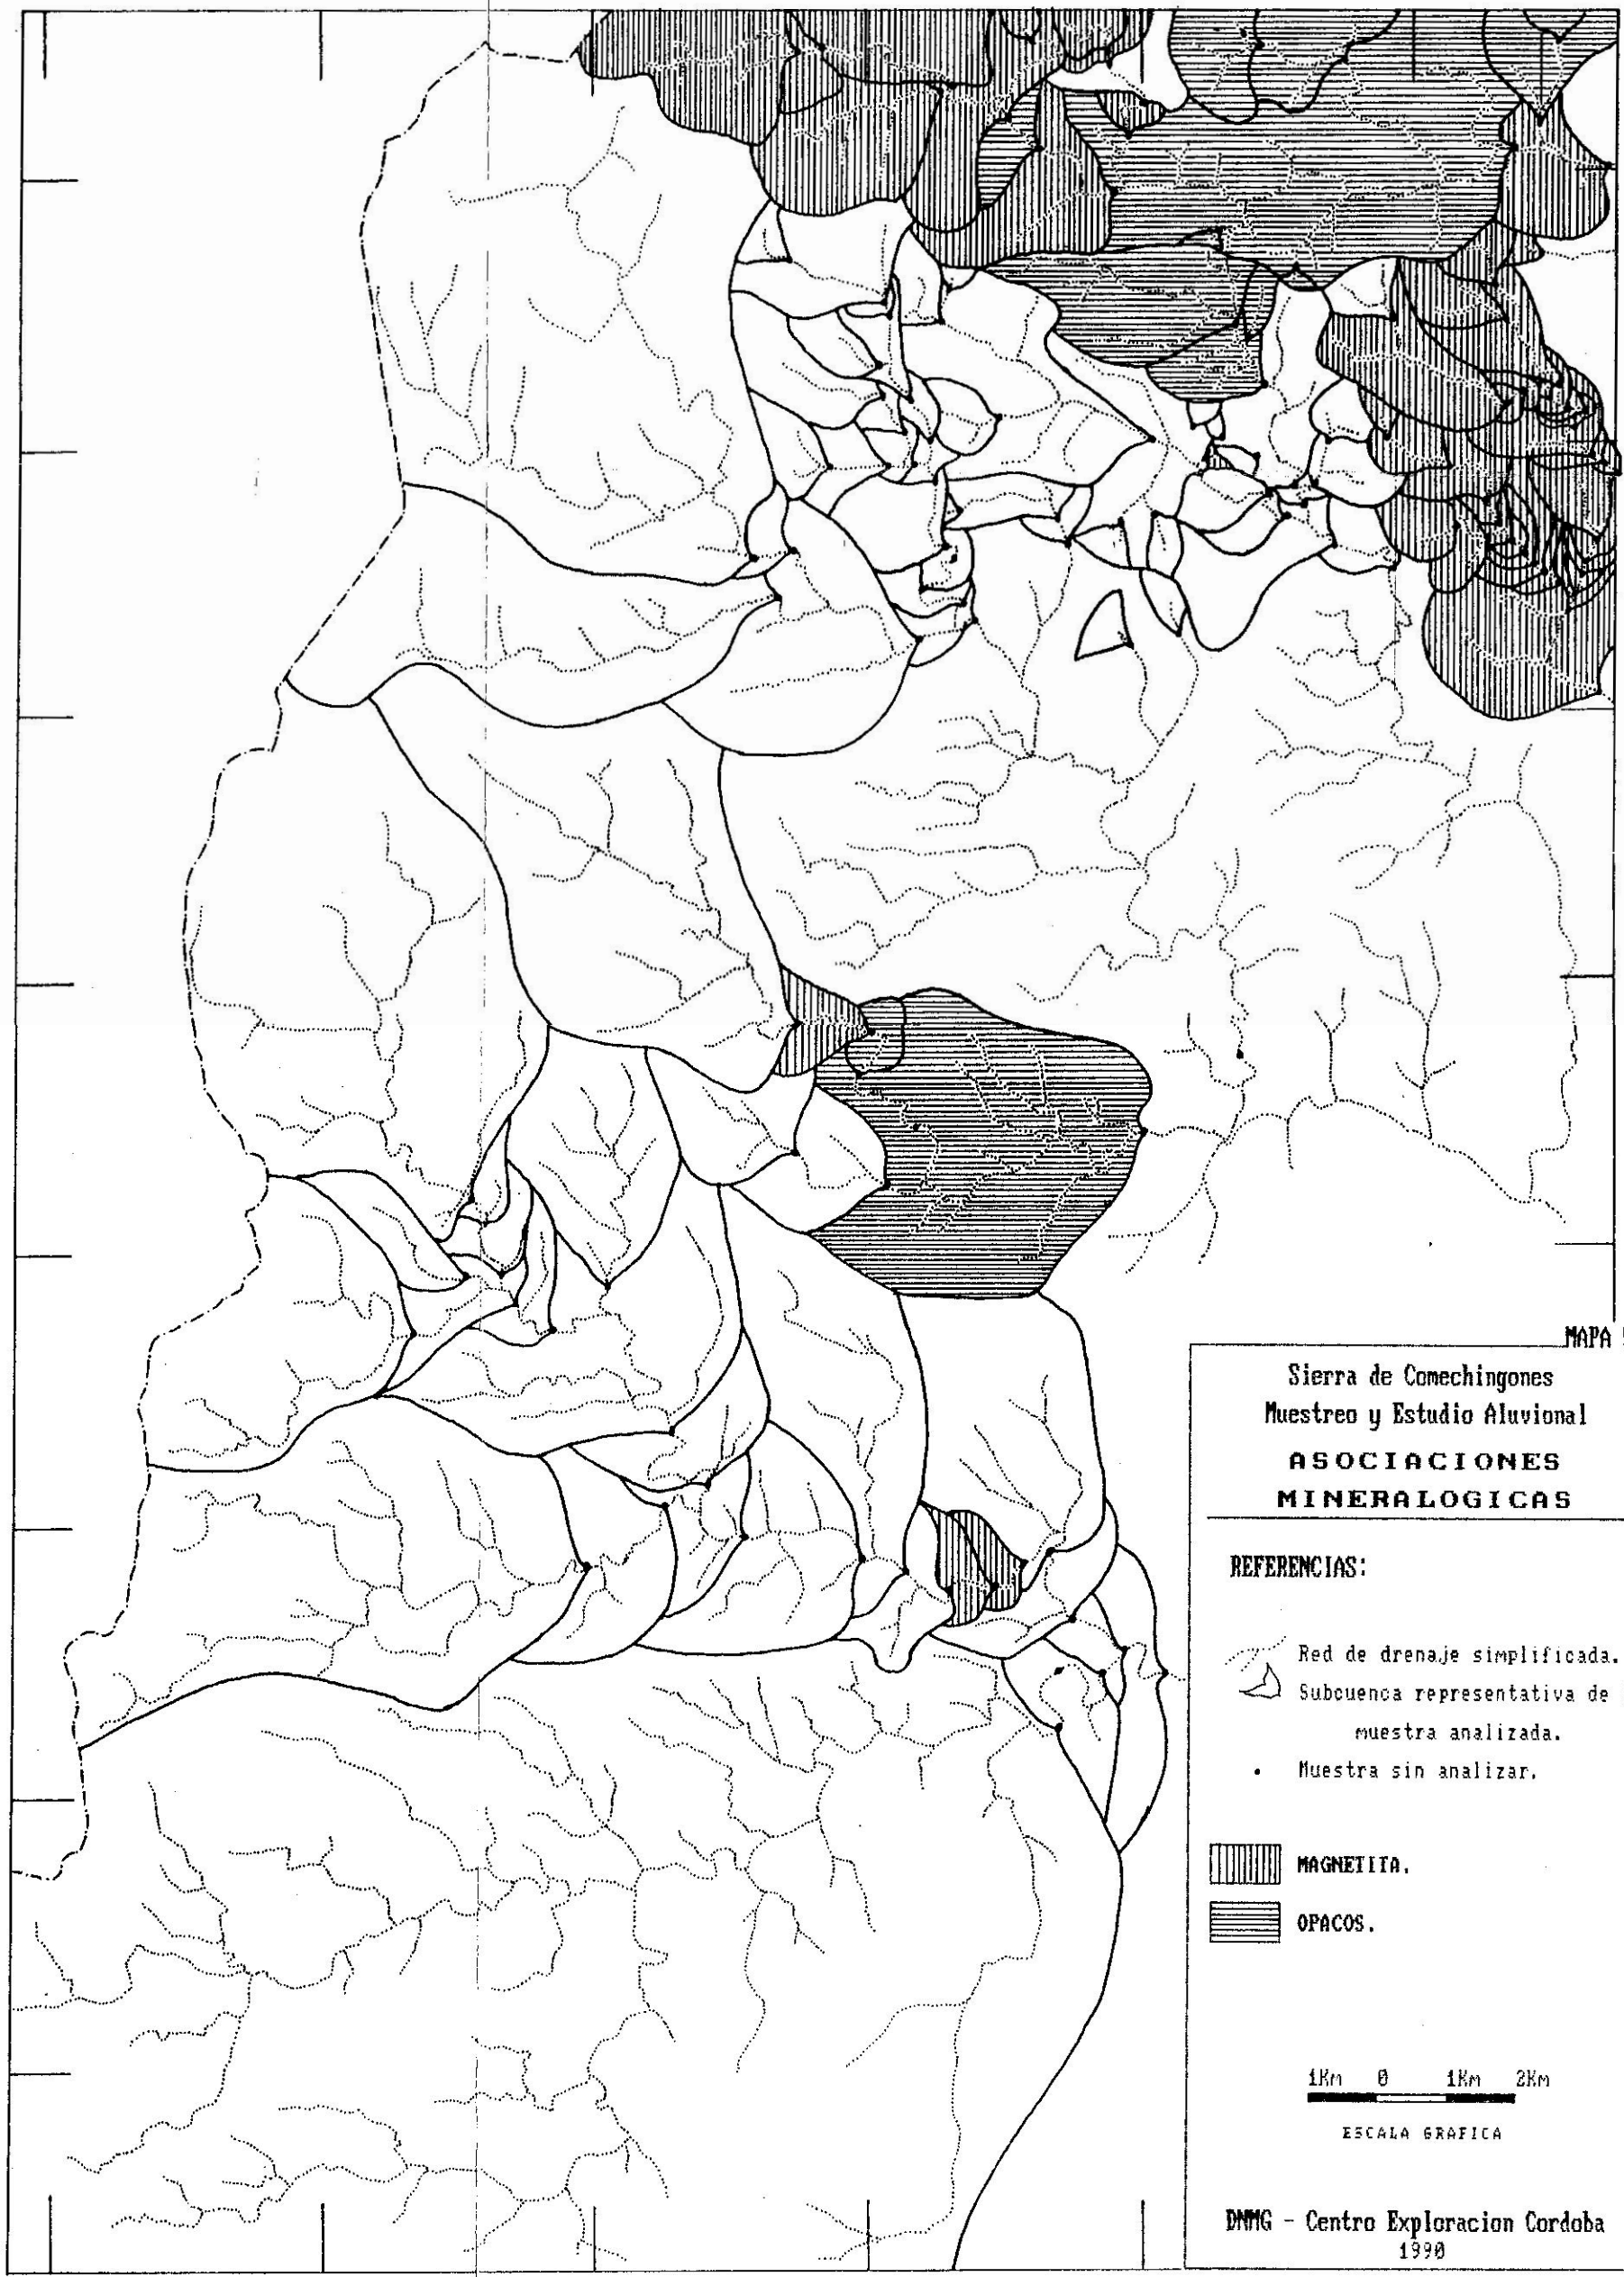 MAPA
Sierra de Comechingones
Muestreo y Estudio Aluvional
ASOCIACIONES
MINERALOGICAS
REFERENCIAS:
Red de drenaje simplificada.
Subcuenca representativa de
muestra analizada.
Muestra sin analizar.
MAGNETITA.
OPACOS.
1Km 0 1Km 2Km
ESCALA GRAFICA
DNMG - Centro Exploracion Cordoba
1990